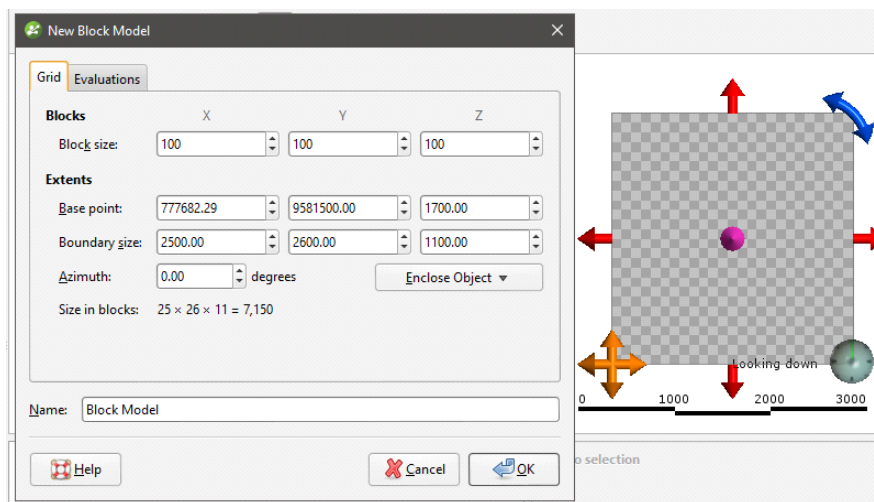 New Block Model
Grid Evaluations
Blocks X Y Z
Block size: 100 100 100
Extents
Base point: 777682.29 9581500.00 1700.00
Boundary size: 2500.00 2600.00 1100.00
Azimuth: 0.00 degrees Enclose Object
Size in blocks: 25 × 26 × 11 = 7,150
Looking down
0 1000 2000 3000
Name: Block Model
Help Cancel OK
o selection